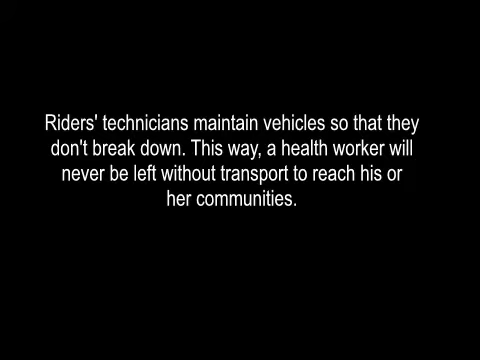 Riders' technicians maintain vehicles so that they
don't break down. This way, a health worker will
never be left without transport to reach his or
her communities.